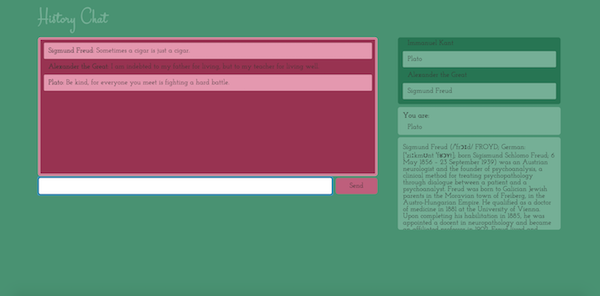 History Chat
Sigmund Freud: Sometimes a cigar is just a cigar.
Alexander the Great: I am indebted to my father for living, but to my teacher for living well.
Plato: Be kind, for everyone you meet is fighting a hard battle.
Send
Immanuel Kant
Plato
Alexander the Great
Sigmund Freud
You are:
Plato
Sigmund Freud FROYD; German:
born Sigismund Schlomo Freud; 6
May 1856 – 23 September 1939) was an Austrian
neurologist and the founder of psychoanalysis, a
clinical method for treating psychopathology
through dialogue between a patient and a
psychoanalyst. Freud was born to Galician Jewish
parents in the Moravian town of Freiberg, in the
Austro-Hungarian Empire. He qualified as a doctor
of medicine in 1881 at the University of Vienna.
Upon completing his habilitation in 1885, he was
appointed a docent in neuropathology and became